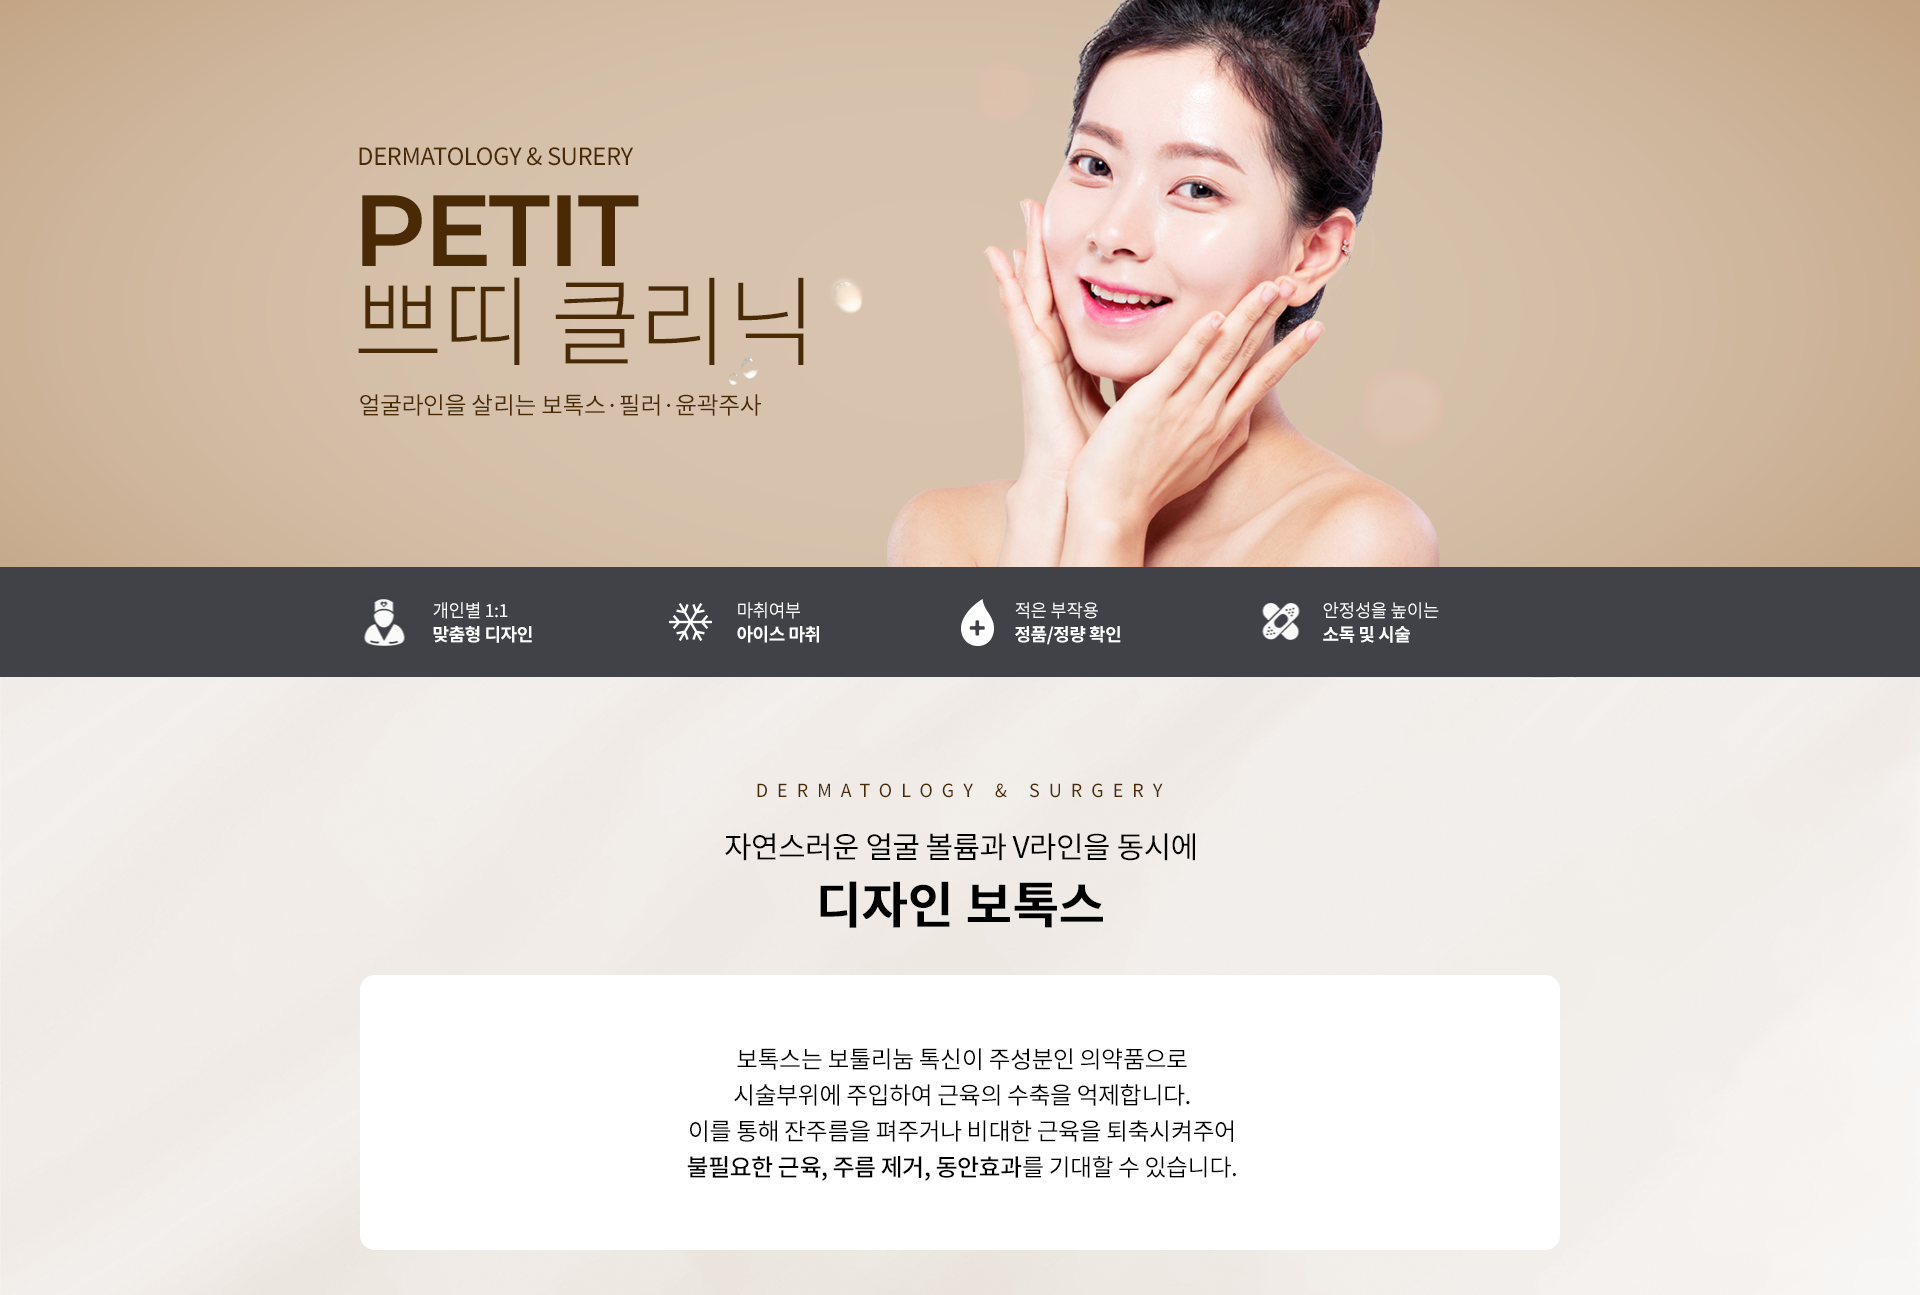 DERMATOLOGY & SURERY
PETIT
쁘띠 클리닉
얼굴라인을 살리는 보톡스·필러·윤곽주사
개인별 1:1
맞춤형 디자인
마취여부
아이스 마취
적은 부작용
정품/정량 확인
안정성을 높이는
소독 및 시술
DERMATOLOGY & SURGERY
자연스러운 얼굴 볼륨과 V라인을 동시에
디자인 보톡스
보톡스는 보툴리눔 톡신이 주성분인 의약품으로
시술부위에 주입하여 근육의 수축을 억제합니다.
이를 통해 잔주름을 펴주거나 비대한 근육을 퇴축시켜주어
불필요한 근육, 주름 제거, 동안효과를 기대할 수 있습니다.